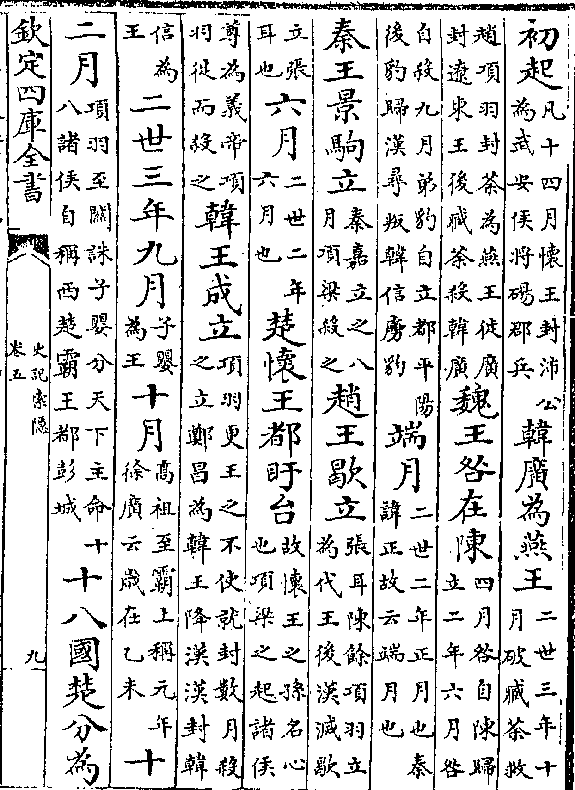 初起凡十四月懷王封沛公為武安侯將碭郡兵韓廣為燕王二世三年十月破臧荼救
趙項羽封荼為燕王徙廣封遼東王後臧荼殺韓廣魏王咎在陳四月咎自陳歸立二年六月咎
自殺九月弟豹自立都平陽後豹歸漢尋叛韓信虜豹端月二世二年正月也秦諱正故云端月也
秦王景駒立秦嘉立之八月項梁殺之趙王歇立張耳陳餘項羽立為代王後漢滅歇
立張耳也六月二世二年六月也楚懷王都盱台故懷王之孫名心也項梁之起諸侯
尊為義帝項羽徙而殺之韓王成立項羽更王之不使就封數月殺之立鄭昌為韓王降漢漢封韓
信為王二世三年九月子嬰為王十月高祖至霸上稱元年徐廣云歲在乙未十
二月項羽至關誅子嬰分天下主命十八諸侯自稱西楚霸王都彭城十八國楚分為
欽定四庫全書
史記索隱
卷五
九